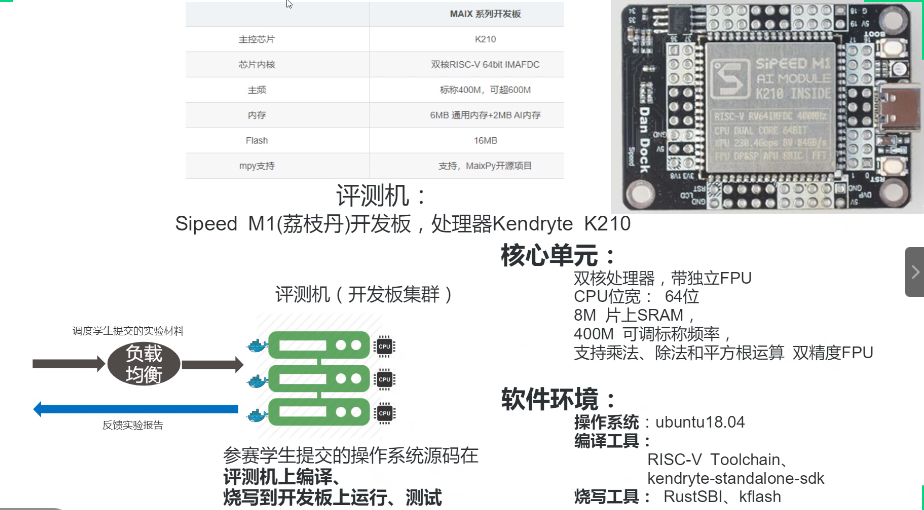 MAIX 系列开发板
主控芯片 K210
芯片内核 双核RISC-V 64bit IMAFDC
主频 标称400M，可超600M
内存 6MB 通用内存+2MB AI内存
Flash 16MB
mpy支持 支持，MaixPy开源项目
评测机：
Sipeed M1(荔枝丹)开发板，处理器Kendryte K210
SiPEED M1
AI MODULE
K210 INSIDE
RISC-V RV64IMFDC 400MHz
CPU DUAL CORE 64BIT
Dan Dock
Speed
BOOT
RST
LCD
DVP
GND
5V
3V3
1V8
核心单元：
双核处理器，带独立FPU
CPU位宽： 64位
8M 片上SRAM，
400M 可调标称频率，
支持乘法、除法和平方根运算 双精度FPU
评测机（开发板集群）
调度学生提交的实验材料
负载
均衡
反馈实验报告
CPU
CPU
CPU
参赛学生提交的操作系统源码在
评测机上编译、
烧写到开发板上运行、测试
软件环境：
操作系统：ubuntu18.04
编译工具：
RISC-V Toolchain、
kendryte-standalone-sdk
烧写工具： RustSBI、kflash